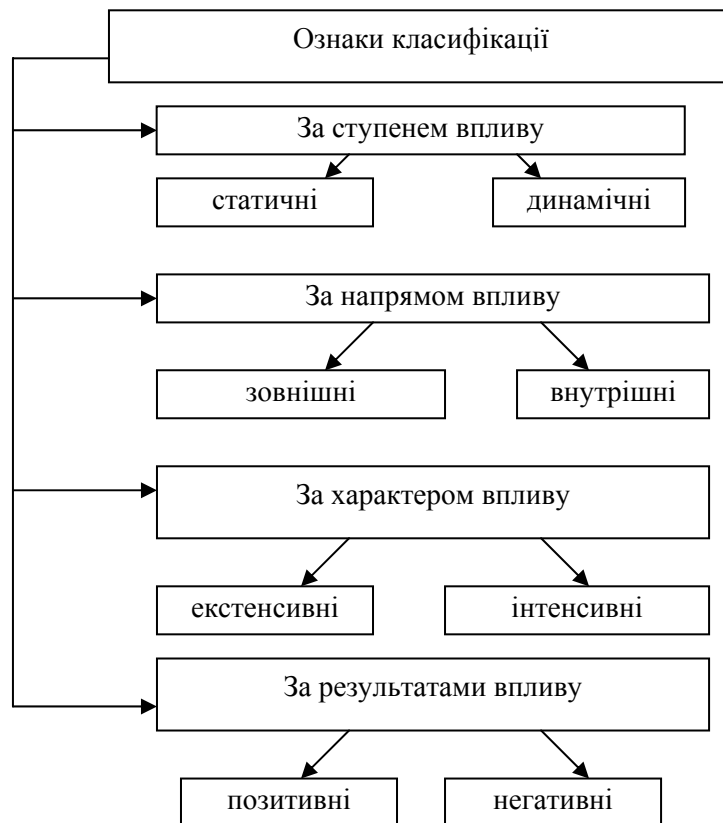 Ознаки класифікації
За ступенем впливу
статичні
динамічні
За напрямом впливу
зовнішні
внутрішні
За характером впливу
екстенсивні
інтенсивні
За результатами впливу
позитивні
негативні